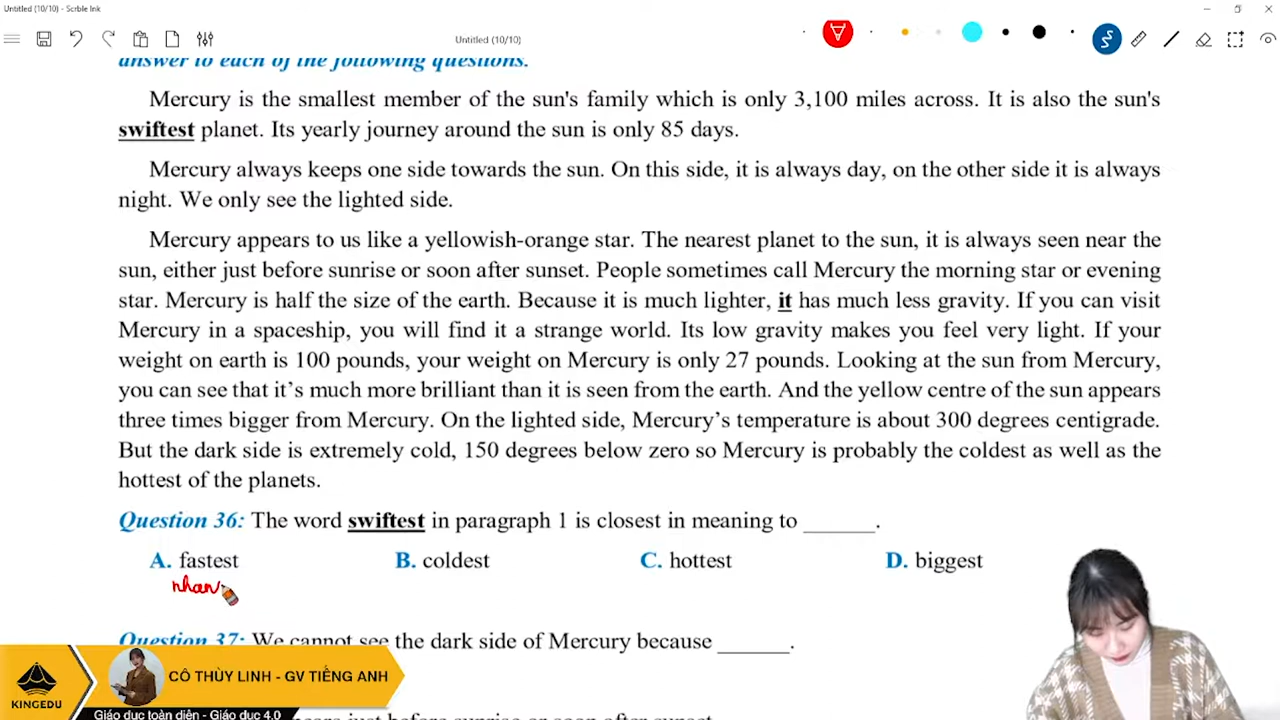 Untitled (10/10) - Scrble Ink
Untitled (10/10)
answer to each of the following questions.
Mercury is the smallest member of the sun's family which is only 3,100 miles across. It is also the sun's
swiftest planet. Its yearly journey around the sun is only 85 days.
Mercury always keeps one side towards the sun. On this side, it is always day, on the other side it is always
night. We only see the lighted side.
Mercury appears to us like a yellowish-orange star. The nearest planet to the sun, it is always seen near the
sun, either just before sunrise or soon after sunset. People sometimes call Mercury the morning star or evening
star. Mercury is half the size of the earth. Because it is much lighter, it has much less gravity. If you can visit
Mercury in a spaceship, you will find it a strange world. Its low gravity makes you feel very light. If your
weight on earth is 100 pounds, your weight on Mercury is only 27 pounds. Looking at the sun from Mercury,
you can see that it’s much more brilliant than it is seen from the earth. And the yellow centre of the sun appears
three times bigger from Mercury. On the lighted side, Mercury’s temperature is about 300 degrees centigrade.
But the dark side is extremely cold, 150 degrees below zero so Mercury is probably the coldest as well as the
hottest of the planets.
Question 36: The word swiftest in paragraph 1 is closest in meaning to ______.
A. fastest B. coldest C. hottest D. biggest
nhan
Question 37: We cannot see the dark side of Mercury because ______.
CÔ THÙY LINH - GV TIẾNG ANH
KINGEDU
Giáo dục toàn diện - Giáo dục 4.0
ears just before sunrise or soon after sunset